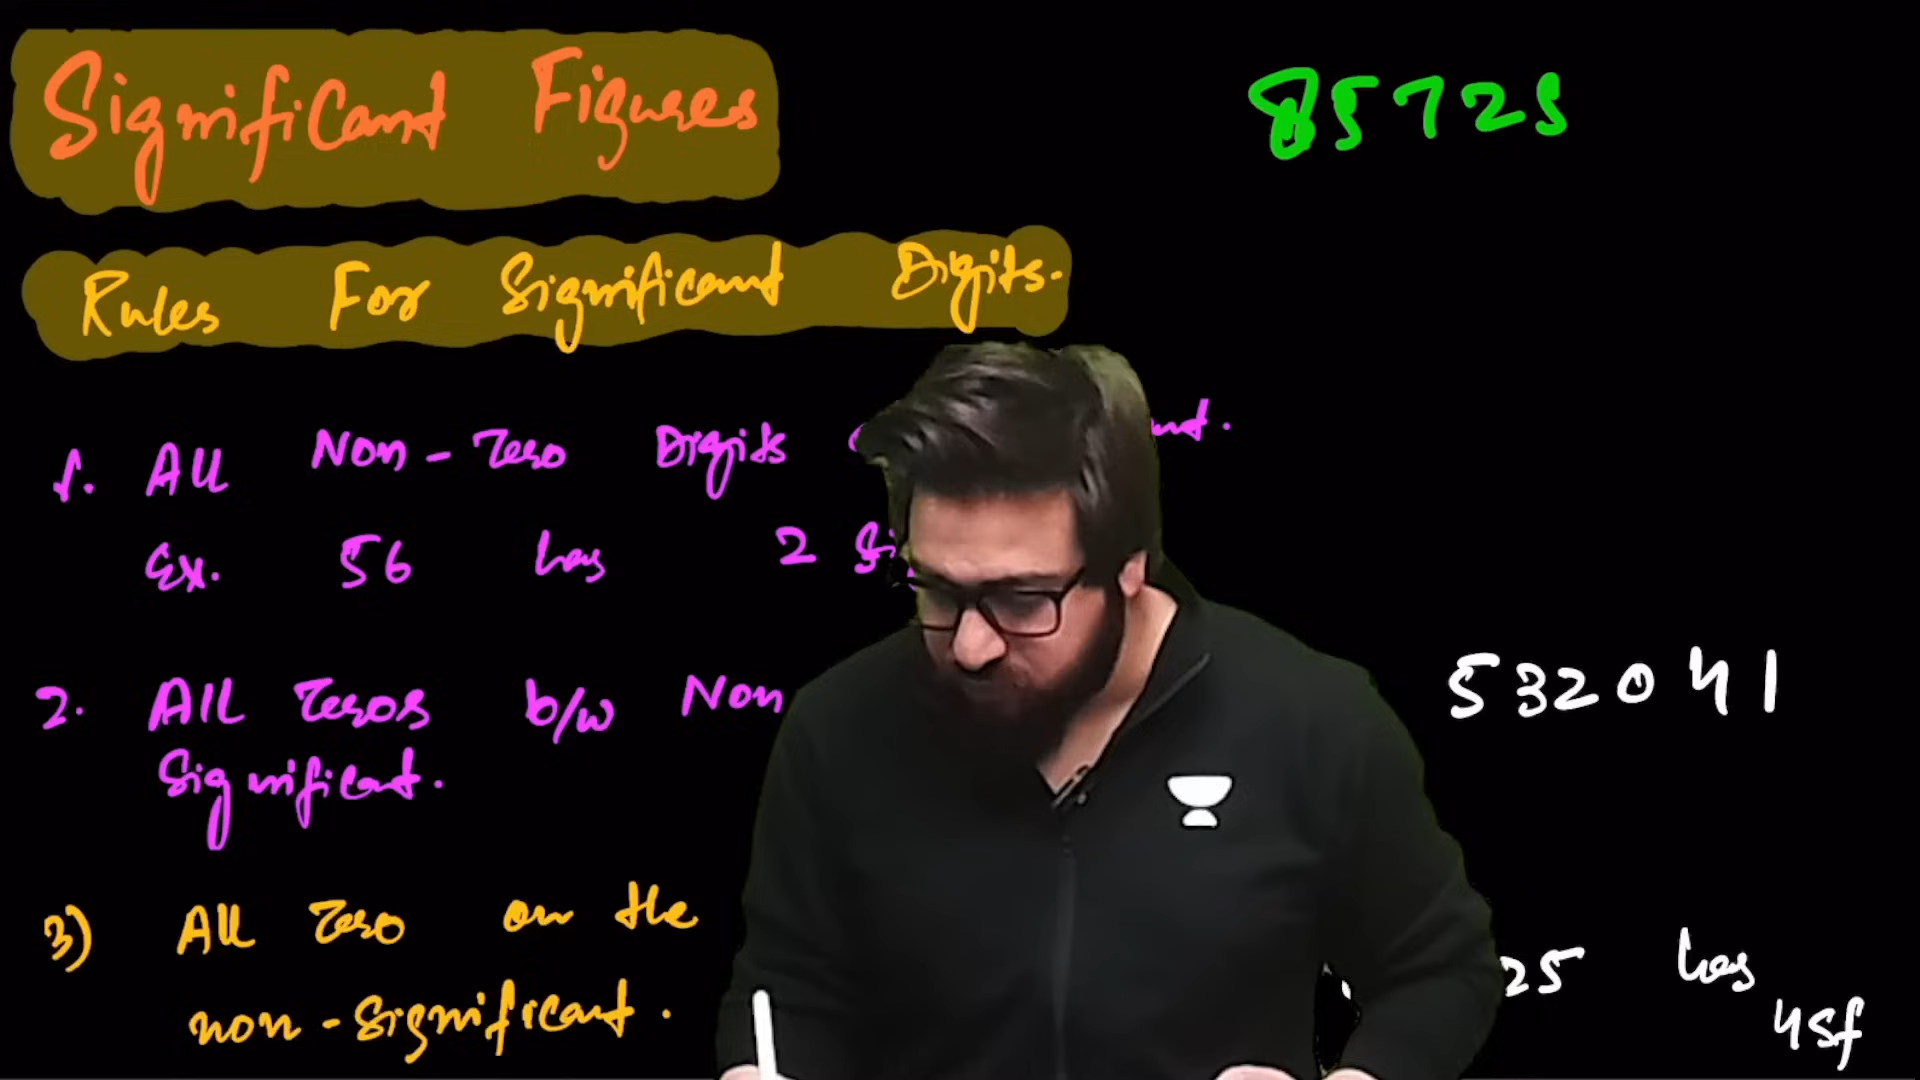 Significant Figures
85725
Rules For Significant Digits.
1. All Non-Zero Digits
Ex. 56 has 2
2. All Zeros b/w Non
Significant.
532041
3) All Zero on the
non-Significant.
25 has
4sf